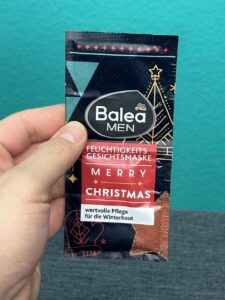 Balea
MEN
FEUCHTIGKEITS
GESICHTSMASKE
MERRY
CHRISTMAS
wertvolle Pflege
für die Winterhaut